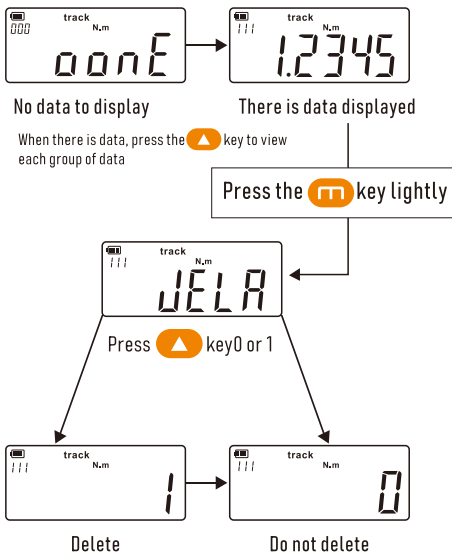 track
track
000
N.m
111
N.m
nonE
1.2345
No data to display
There is data displayed
When there is data, press the key to view
each group of data
Press the m key lightly
track
111
N.m
dELA
Press key0 or 1
track
track
111
N.m
111
N.m
1
0
Delete
Do not delete